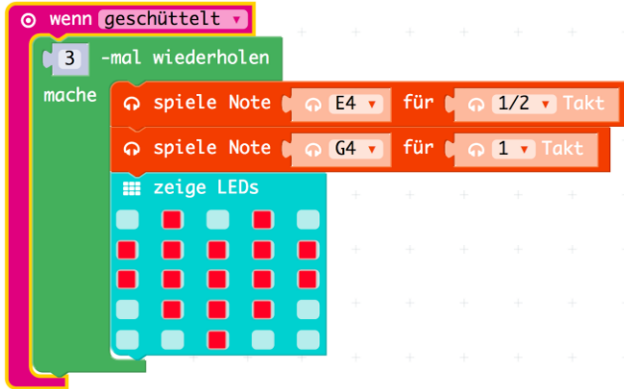 wenn geschüttelt
3 -mal wiederholen
mache spiele Note E4 für 1/2 Takt
spiele Note G4 für 1 Takt
zeige LEDs